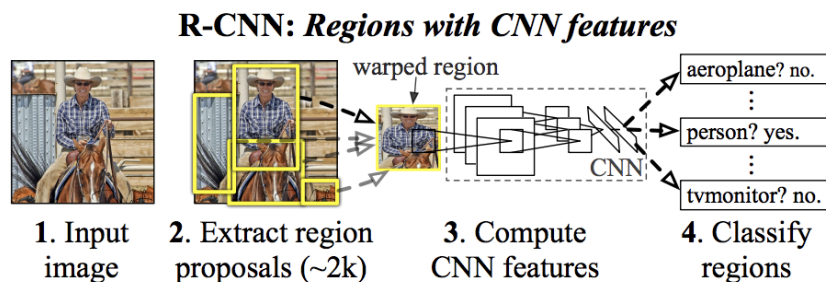 R-CNN: Regions with CNN features
warped region
aeroplane? no.
⋮
person? yes.
⋮
tvmonitor? no.
CNN
1. Input
image
2. Extract region
proposals (~2k)
3. Compute
CNN features
4. Classify
regions